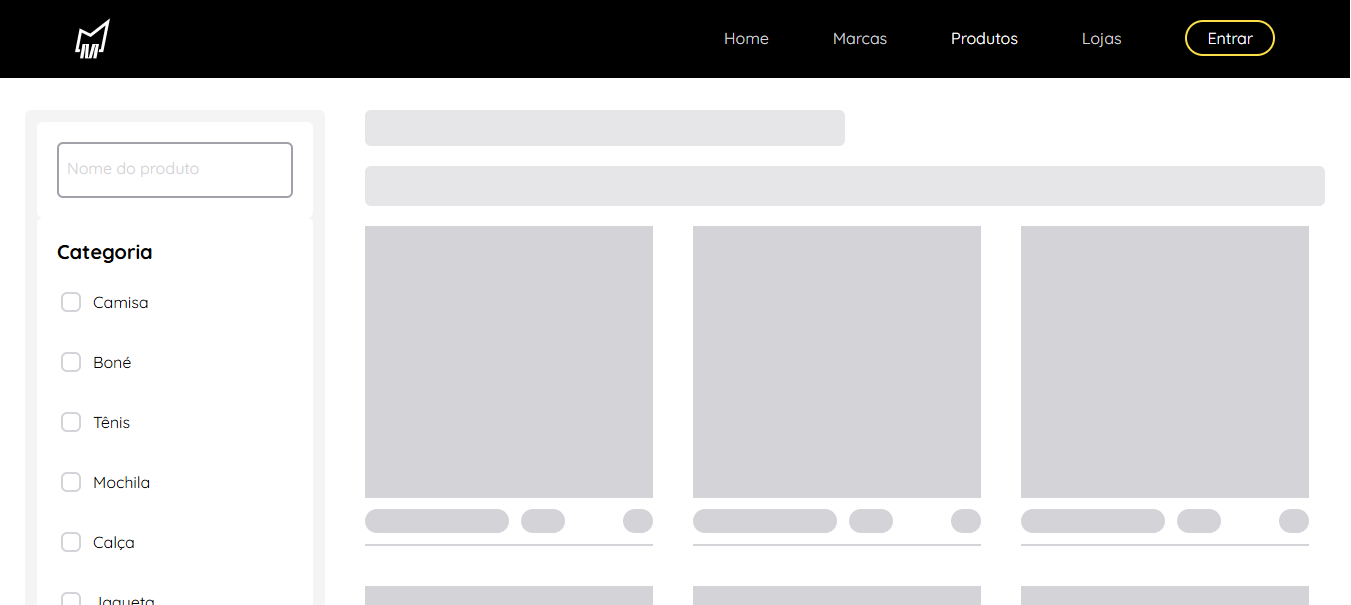 Home Marcas Produtos Lojas Entrar
Nome do produto
Categoria
Camisa
Boné
Tênis
Mochila
Calça
Jaqueta